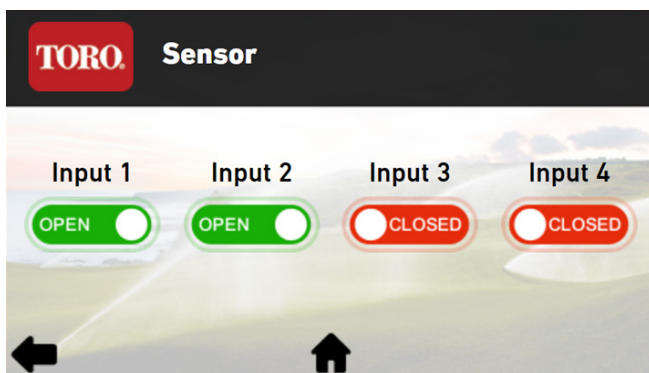 TORO.
Sensor
Input 1 Input 2 Input 3 Input 4
OPEN OPEN CLOSED CLOSED